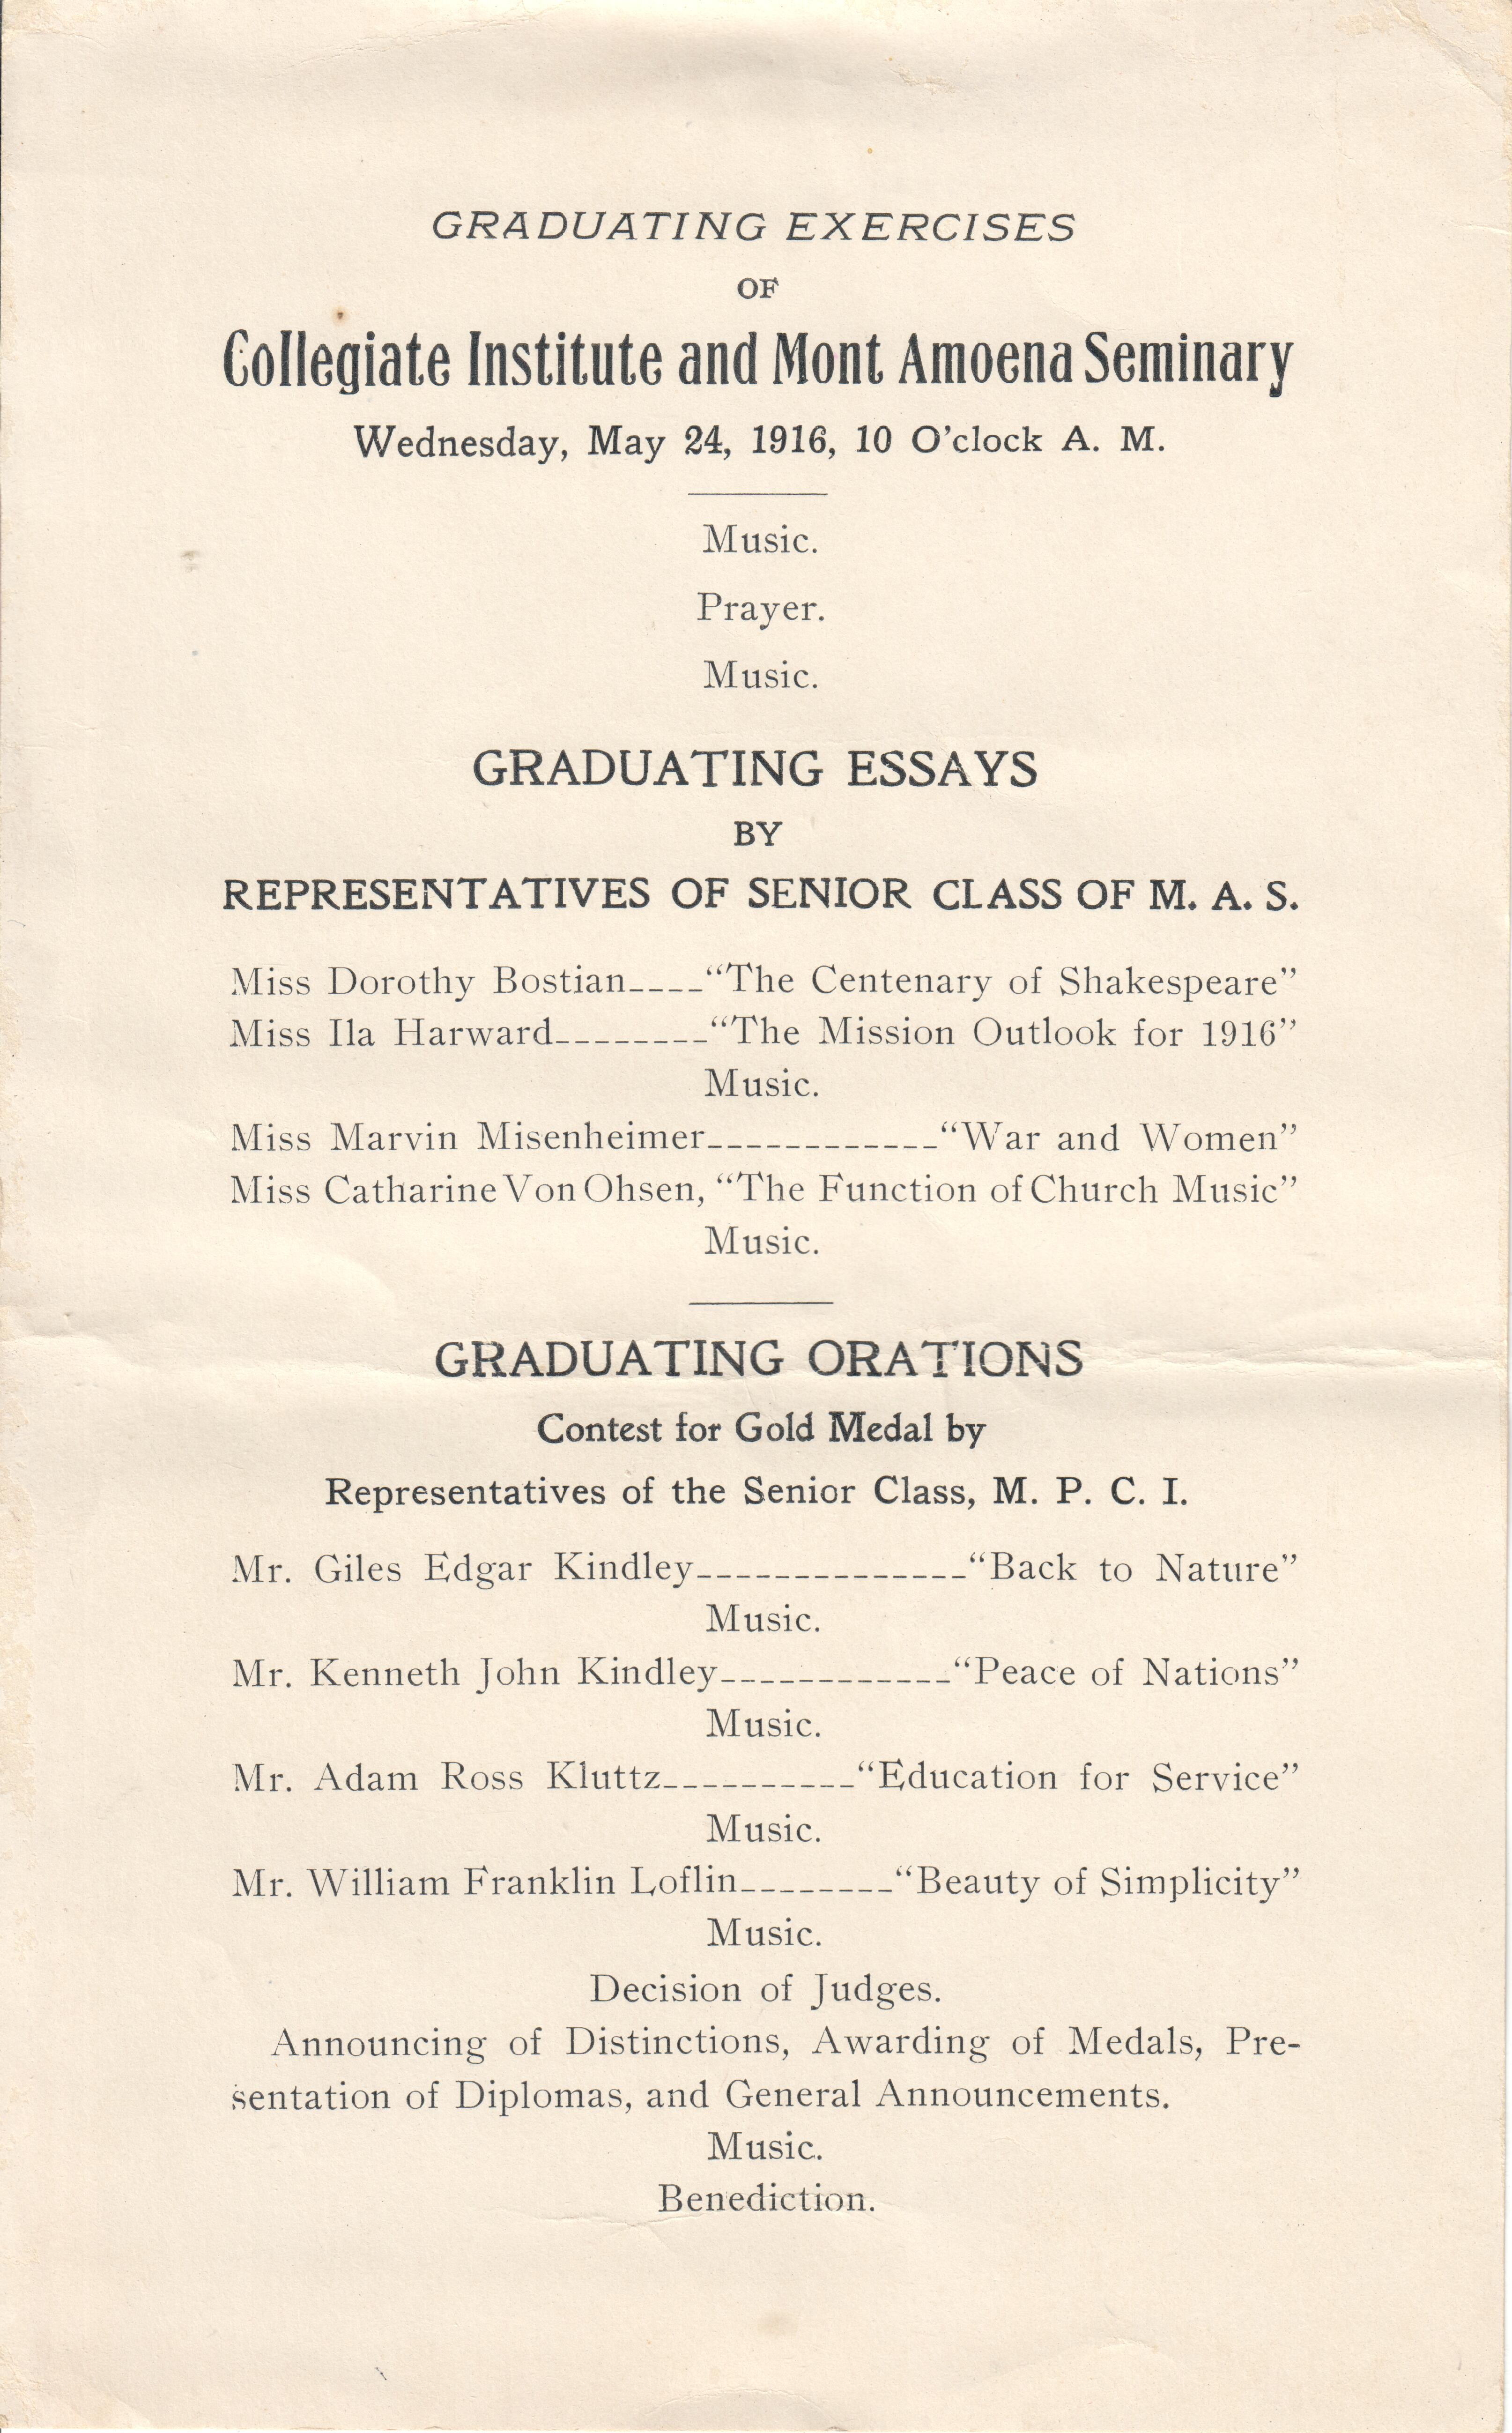 GRADUATING EXERCISES
OF
Collegiate Institute and Mont Amoena Seminary
Wednesday, May 24, 1916, 10 O'clock A. M.
Music.
Prayer.
Music.
GRADUATING ESSAYS
BY
REPRESENTATIVES OF SENIOR CLASS OF M. A. S.
Miss Dorothy Bostian----“The Centenary of Shakespeare”
Miss Ila Harward--------“The Mission Outlook for 1916”
Music.
Miss Marvin Misenheimer------------“War and Women”
Miss Catharine Von Ohsen, “The Function of Church Music”
Music.
GRADUATING ORATIONS
Contest for Gold Medal by
Representatives of the Senior Class, M. P. C. I.
Mr. Giles Edgar Kindley--------------“Back to Nature”
Music.
Mr. Kenneth John Kindley------------“Peace of Nations”
Music.
Mr. Adam Ross Kluttz----------“Education for Service”
Music.
Mr. William Franklin Loflin--------“Beauty of Simplicity”
Music.
Decision of Judges.
Announcing of Distinctions, Awarding of Medals, Pre-
sentation of Diplomas, and General Announcements.
Music.
Benediction.